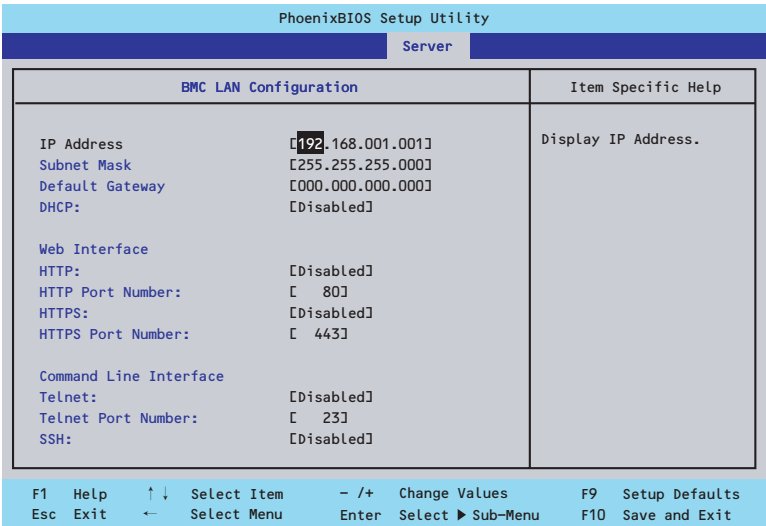 PhoenixBIOS Setup Utility
Server
BMC LAN Configuration
Item Specific Help
IP Address [192.168.001.001]
Display IP Address.
Subnet Mask [255.255.255.000]
Default Gateway [000.000.000.000]
DHCP: [Disabled]
Web Interface
HTTP: [Disabled]
HTTP Port Number: [ 80]
HTTPS: [Disabled]
HTTPS Port Number: [ 443]
Command Line Interface
Telnet: [Disabled]
Telnet Port Number: [ 23]
SSH: [Disabled]
F1 Help ↑↓ Select Item - /+ Change Values F9 Setup Defaults
Esc Exit ← Select Menu Enter Select ▶ Sub-Menu F10 Save and Exit